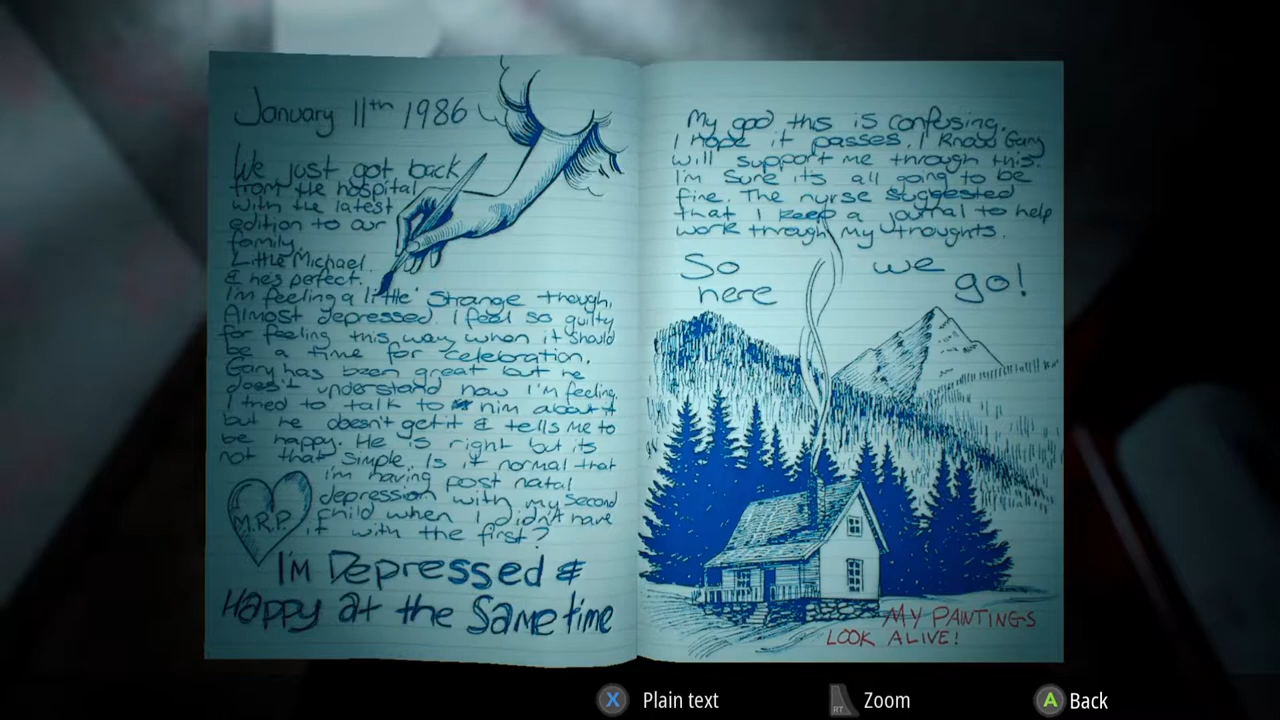 January 11th 1986
We just got back
from the hospital
with the latest
edition to our
family.
Little Michael.
& he's perfect.
I'm feeling a little strange though,
Almost depressed. I feel so guilty
for feeling this way when it should
be a time for celebration.
Gary has been great but he
doesn't understand how I'm feeling,
I tried to talk to him about it
but he doesn't get it & tells me to
be happy. He is right but its
not that simple. Is it normal that
i'm having post natal
depression with my second
child when I didn't have
it with the first?
M.R.P.
I'm Depressed &
Happy at the Same time
My god this is confusing.
I hope it passes. I know Gary
will support me through this.
I'm sure its all going to be
fine. The nurse suggested
that I keep a journal to help
work through my thoughts.
So here we go!
MY PAINTINGS
LOOK ALIVE!
X Plain text RT Zoom A Back